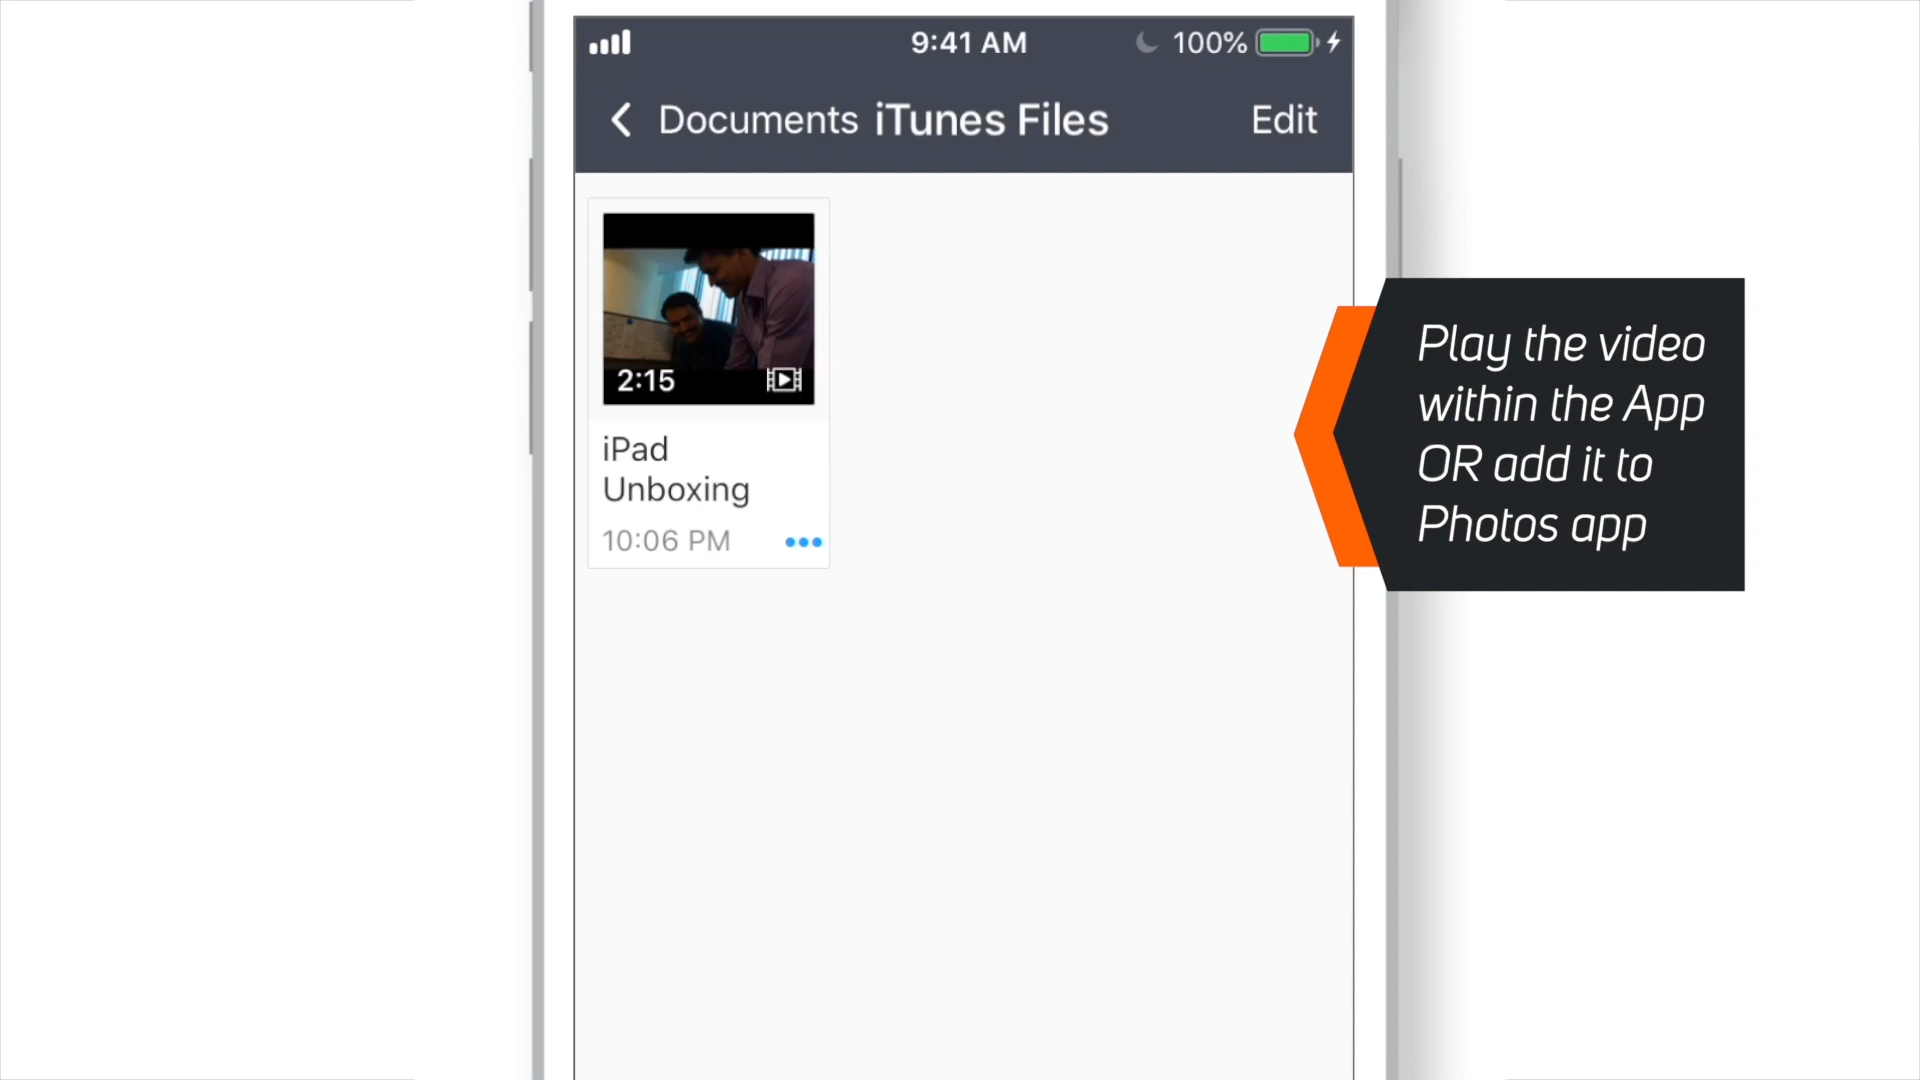 9:41 AM
100%
Documents iTunes Files
Edit
2:15
iPad
Unboxing
10:06 PM
Play the video
within the App
OR add it to
Photos app